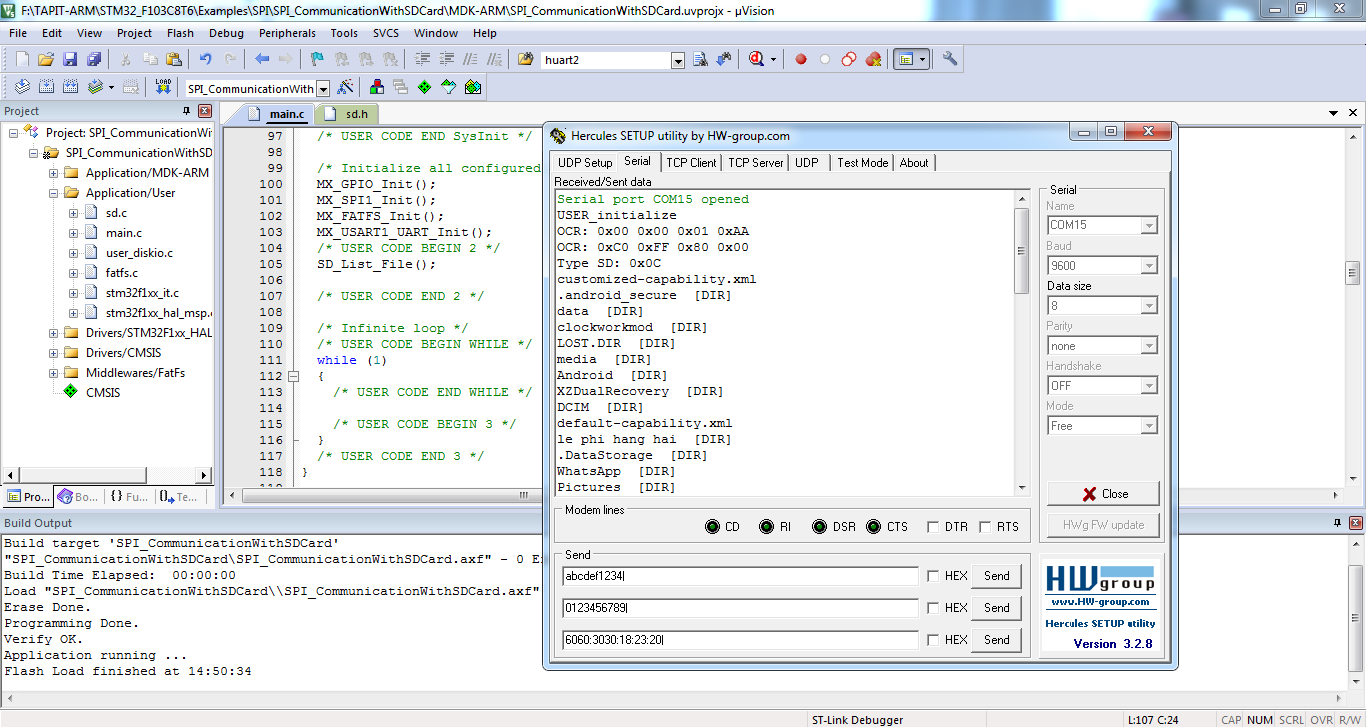 F:\TAPIT-ARM\STM32_F103C8T6\Examples\SPI\SPI_CommunicationWithSDCard\MDK-ARM\SPI_CommunicationWithSDCard.uvprojx - µVision
File Edit View Project Flash Debug Peripherals Tools SVCS Window Help
huart2
LOAD SPI_CommunicationWith
Project
Project: SPI_CommunicationWi
SPI_CommunicationWithSD
Application/MDK-ARM
Application/User
sd.c
main.c
user_diskio.c
fatfs.c
stm32f1xx_it.c
stm32f1xx_hal_msp.
Drivers/STM32F1xx_HAL
Drivers/CMSIS
Middlewares/FatFs
CMSIS
Pro... Bo... {} Fu... Te...
main.c sd.h
97 /* USER CODE END SysInit */
98
99 /* Initialize all configured
100 MX_GPIO_Init();
101 MX_SPI1_Init();
102 MX_FATFS_Init();
103 MX_USART1_UART_Init();
104 /* USER CODE BEGIN 2 */
105 SD_List_File();
106
107 /* USER CODE END 2 */
108
109 /* Infinite loop */
110 /* USER CODE BEGIN WHILE */
111 while (1)
112 {
113 /* USER CODE END WHILE */
114
115 /* USER CODE BEGIN 3 */
116 }
117 /* USER CODE END 3 */
118 }
Hercules SETUP utility by HW-group.com
UDP Setup Serial TCP Client TCP Server UDP Test Mode About
Received/Sent data
Serial port COM15 opened
USER_initialize
OCR: 0x00 0x00 0x01 0xAA
OCR: 0xC0 0xFF 0x80 0x00
Type SD: 0x0C
customized-capability.xml
.android_secure [DIR]
data [DIR]
clockworkmod [DIR]
LOST.DIR [DIR]
media [DIR]
Android [DIR]
XZDualRecovery [DIR]
DCIM [DIR]
default-capability.xml
le phi hang hai [DIR]
.DataStorage [DIR]
WhatsApp [DIR]
Pictures [DIR]
Serial
Name
COM15
Baud
9600
Data size
8
Parity
none
Handshake
OFF
Mode
Free
Close
HWg FW update
Modem lines
CD RI DSR CTS DTR RTS
Send
abcdef1234 HEX Send
0123456789 HEX Send
6060:3030:18:23:20 HEX Send
HWgroup
www.HW-group.com
Hercules SETUP utility
Version 3.2.8
Build Output
Build target 'SPI_CommunicationWithSDCard'
"SPI_CommunicationWithSDCard\SPI_CommunicationWithSDCard.axf" - 0 E
Build Time Elapsed: 00:00:00
Load "SPI_CommunicationWithSDCard\\SPI_CommunicationWithSDCard.axf"
Erase Done.
Programming Done.
Verify OK.
Application running ...
Flash Load finished at 14:50:34
ST-Link Debugger L:107 C:24 CAP NUM SCRL OVR R/W